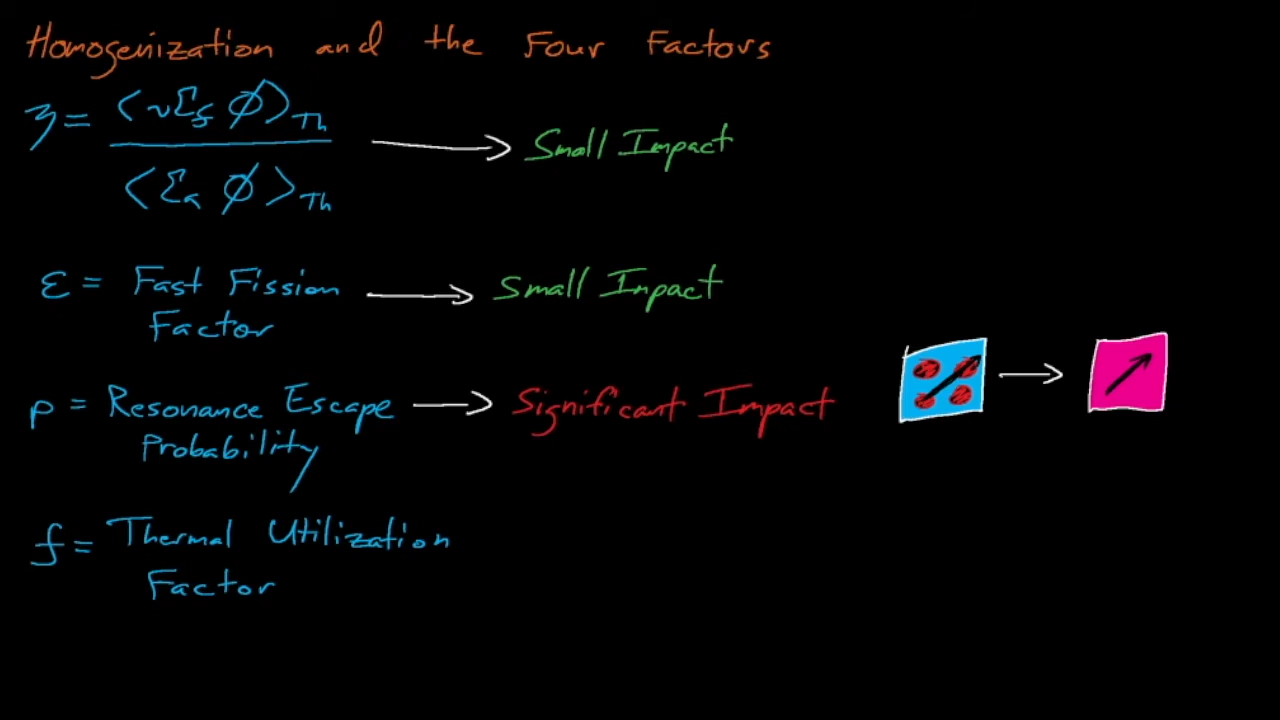 Homogenization and the Four Factors
η = <νΣf ϕ>Th → Small Impact
<Σa ϕ>Th
ε = Fast Fission → Small Impact
Factor
p = Resonance Escape → Significant Impact
Probability
f = Thermal Utilization
Factor